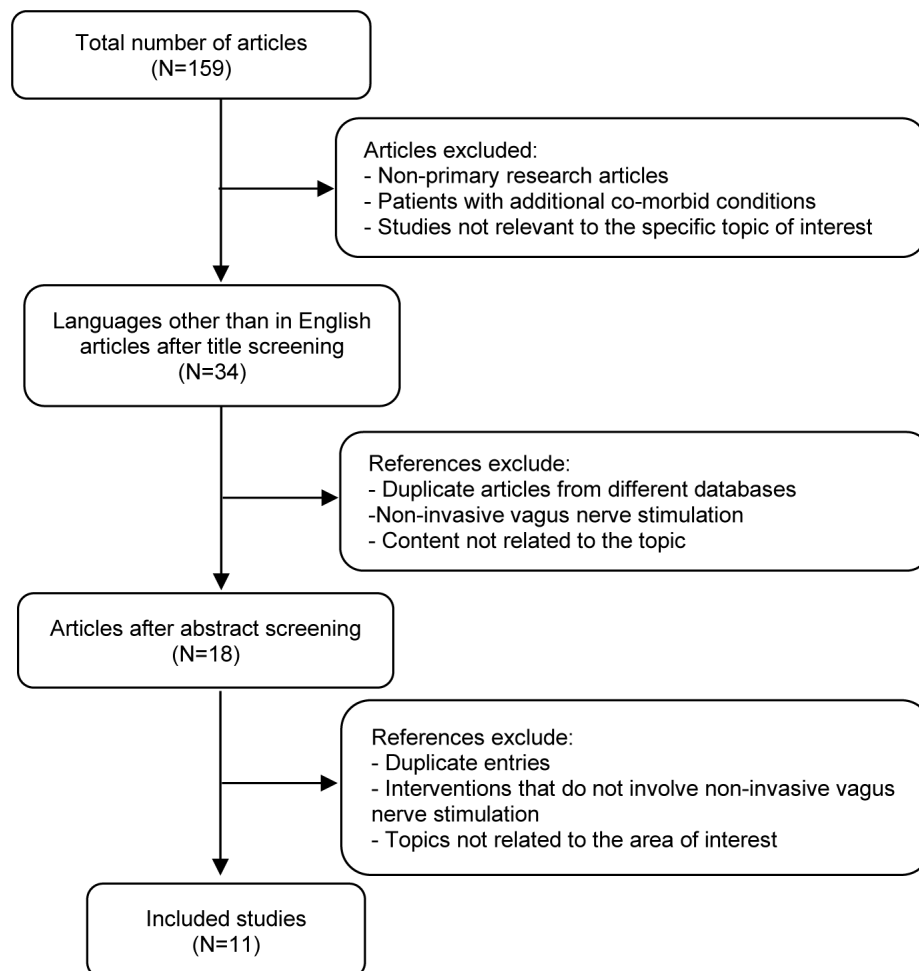 Total number of articles
(N=159)
Articles excluded:
- Non-primary research articles
- Patients with additional co-morbid conditions
- Studies not relevant to the specific topic of interest
Languages other than in English
articles after title screening
(N=34)
References exclude:
- Duplicate articles from different databases
-Non-invasive vagus nerve stimulation
- Content not related to the topic
Articles after abstract screening
(N=18)
References exclude:
- Duplicate entries
- Interventions that do not involve non-invasive vagus
nerve stimulation
- Topics not related to the area of interest
Included studies
(N=11)